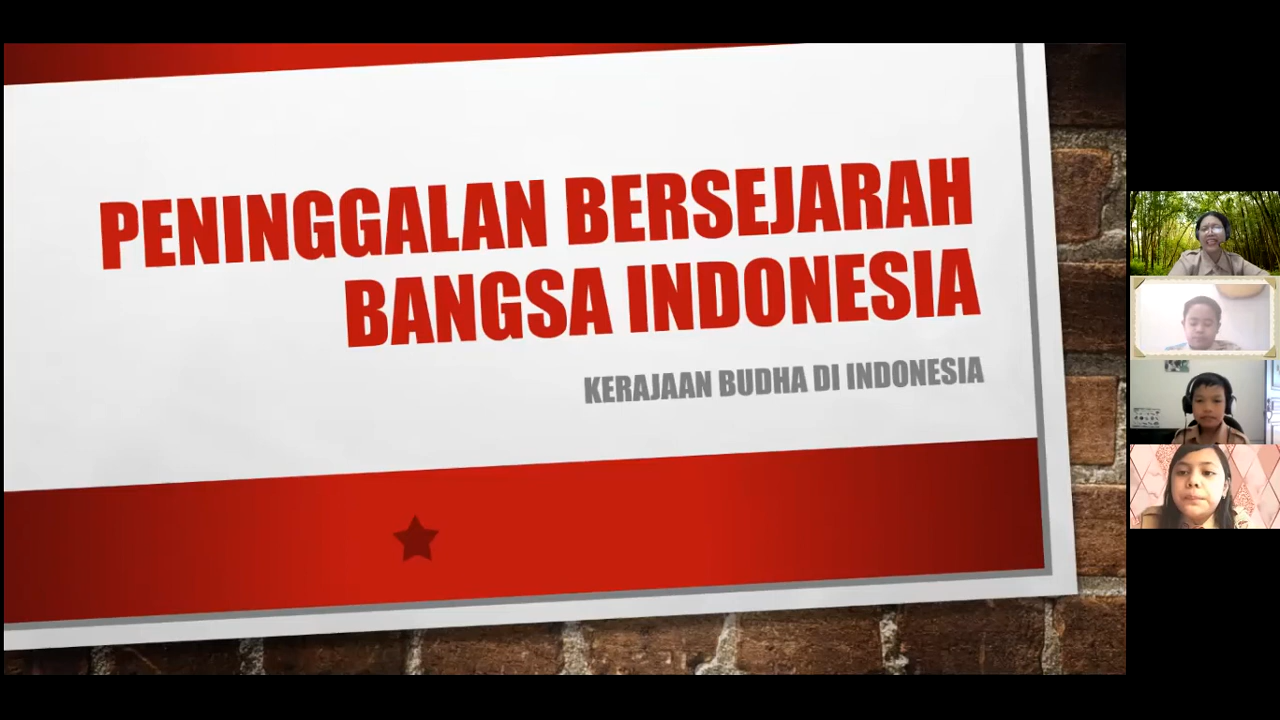 PENINGGALAN BERSEJARAH
BANGSA INDONESIA
KERAJAAN BUDHA DI INDONESIA